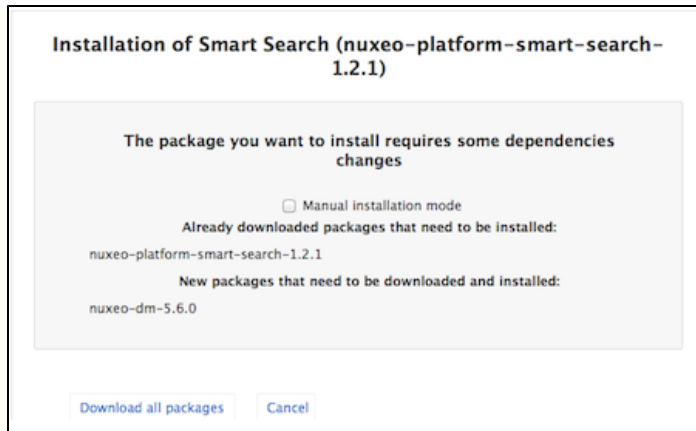 Installation of Smart Search (nuxeo-platform-smart-search-
1.2.1)
The package you want to install requires some dependencies
changes
Manual installation mode
Already downloaded packages that need to be installed:
nuxeo-platform-smart-search-1.2.1
New packages that need to be downloaded and installed:
nuxeo-dm-5.6.0
Download all packages Cancel